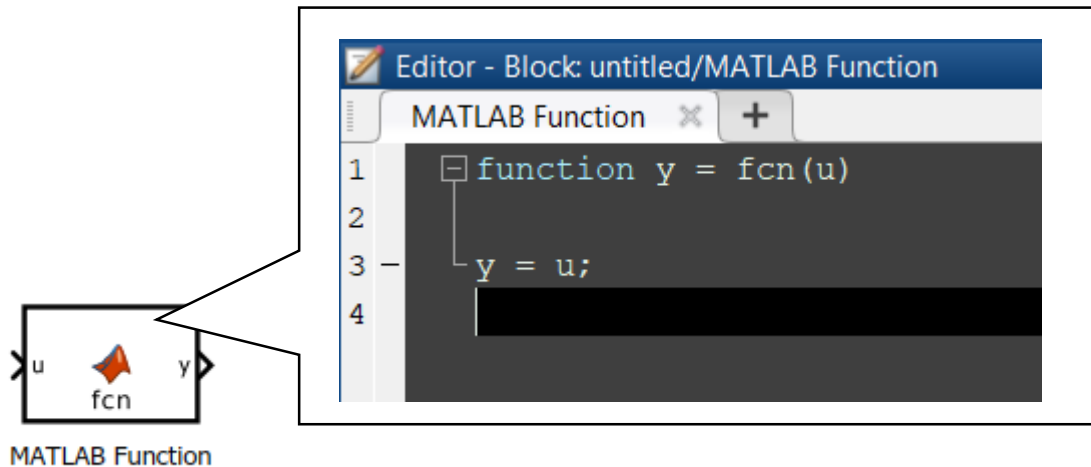 Editor - Block: untitled/MATLAB Function
MATLAB Function
1 function y = fcn(u)
2
3 y = u;
4
u y
fcn
MATLAB Function